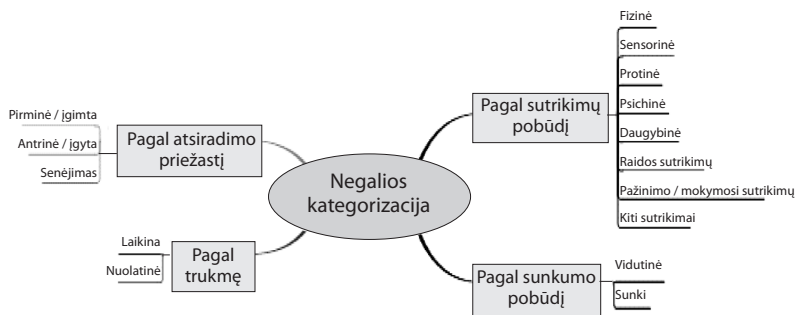 Negalios
kategorizacija
Pagal atsiradimo
priežastį
Pirminė / įgimta
Antrinė / įgyta
Senėjimas
Pagal
trukmę
Laikina
Nuolatinė
Pagal sutrikimų
pobūdį
Fizinė
Sensorinė
Protinė
Psichinė
Daugybinė
Raidos sutrikimų
Pažinimo / mokymosi sutrikimų
Kiti sutrikimai
Pagal sunkumo
pobūdį
Vidutinė
Sunki